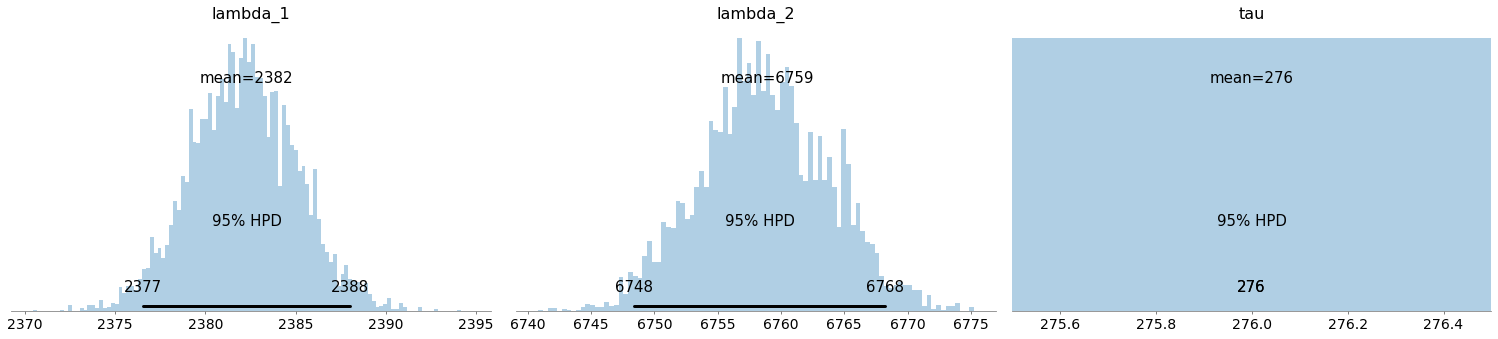 lambda_1
mean=2382
95% HPD
2377 2388
2370 2375 2380 2385 2390 2395
lambda_2
mean=6759
95% HPD
6748 6768
6740 6745 6750 6755 6760 6765 6770 6775
tau
mean=276
95% HPD
276
275.6 275.8 276.0 276.2 276.4